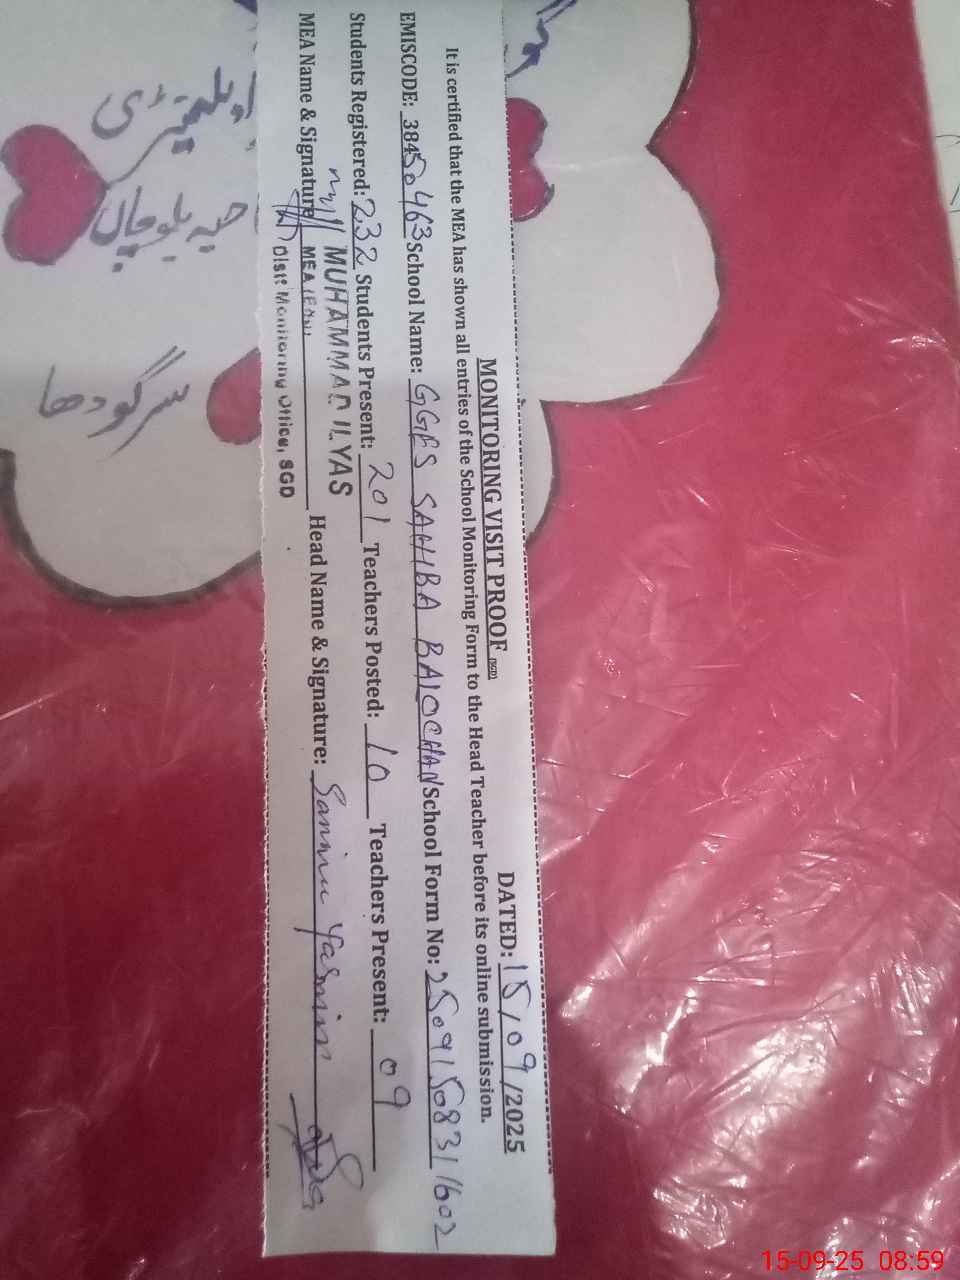 MONITORING VISIT PROOF DATED: 15/09/2025
It is certified that the MEA has shown all entries of the School Monitoring Form to the Head Teacher before its online submission.
EMISCODE: 38450463 School Name: GGES SAHIBA BALOCHAN School Form No: 25091508311602
Students Registered: 232 Students Present: 201 Teachers Posted: 10 Teachers Present: 09
MEA Name & Signature MUHAMMAD ILYAS Head Name & Signature: Yasmin
MEA
Distt Monitoring Office, SGD
سرگودھا
15-09-25 08:59